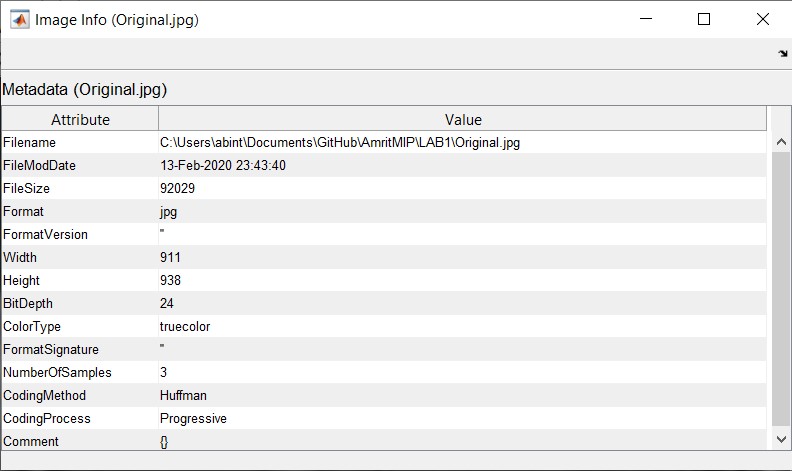 Image Info (Original.jpg)
Metadata (Original.jpg)
Attribute Value
Filename C:\Users\abint\Documents\GitHub\AmritMIP\LAB1\Original.jpg
FileModDate 13-Feb-2020 23:43:40
FileSize 92029
Format jpg
FormatVersion ''
Width 911
Height 938
BitDepth 24
ColorType truecolor
FormatSignature ''
NumberOfSamples 3
CodingMethod Huffman
CodingProcess Progressive
Comment {}